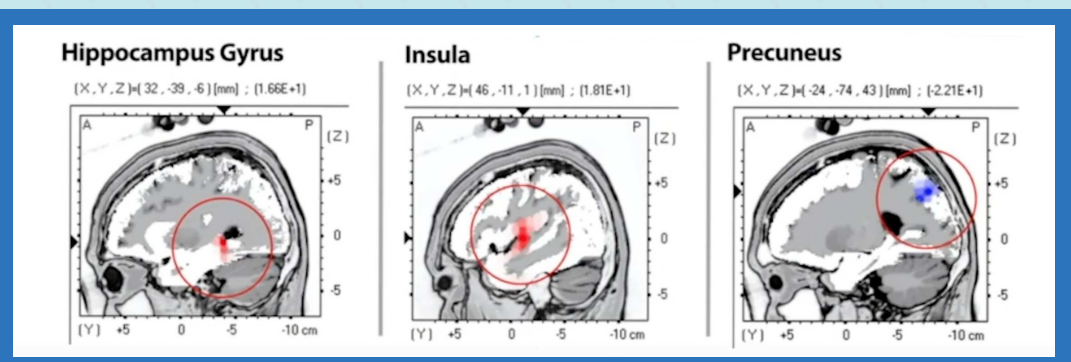 Hippocampus Gyrus
(X,Y,Z)=( 32 , -39 , -6 ) [mm] ; (1.66E+1)
A P (Z)
+5
0
-5
(Y) +5 0 -5 -10 cm
Insula
(X,Y,Z)=( 46 , -11 , 1 ) [mm] ; (1.81E+1)
A P (Z)
+5
0
-5
(Y) +5 0 -5 -10 cm
Precuneus
(X,Y,Z)=( -24 , -74 , 43 ) [mm] ; (-2.21E+1)
A P (Z)
+5
0
-5
(Y) +5 0 -5 -10 cm